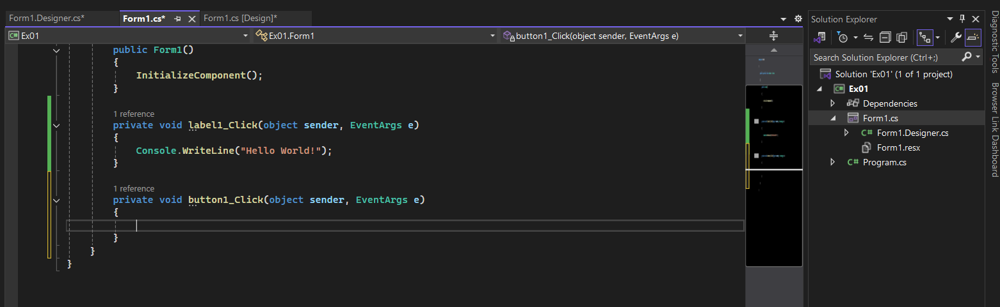 Form1.Designer.cs*
Form1.cs*
Form1.cs [Design]*
Ex01
Ex01.Form1
button1_Click(object sender, EventArgs e)
public Form1()
{
InitializeComponent();
}
1 reference
private void label1_Click(object sender, EventArgs e)
{
Console.WriteLine("Hello World!");
}
1 reference
private void button1_Click(object sender, EventArgs e)
{
}
}
}
Solution Explorer
Search Solution Explorer (Ctrl+;)
Solution 'Ex01' (1 of 1 project)
C# Ex01
Dependencies
Form1.cs
C# Form1.Designer.cs
Form1.resx
C# Program.cs
Diagnostic Tools
Browser Link Dashboard